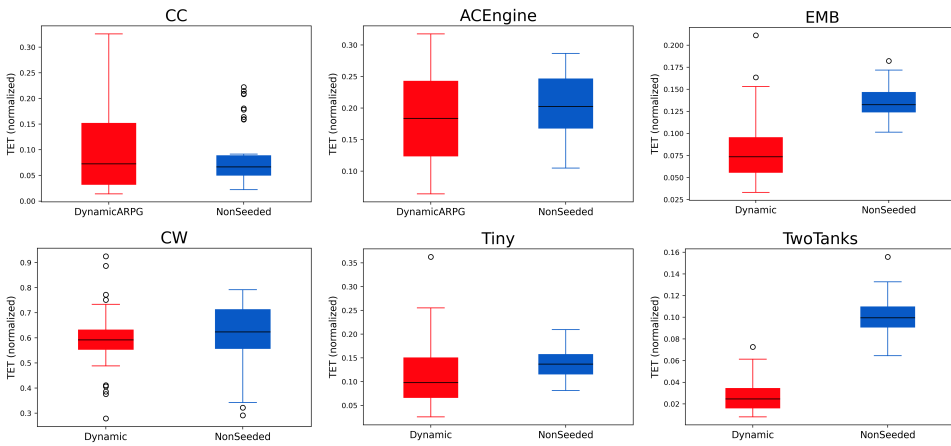 CC
TET (normalized)
0.30
0.25
0.20
0.15
0.10
0.05
0.00
DynamicARPG NonSeeded
ACEngine
TET (normalized)
0.30
0.25
0.20
0.15
0.10
DynamicARPG NonSeeded
EMB
TET (normalized)
0.200
0.175
0.150
0.125
0.100
0.075
0.050
0.025
Dynamic NonSeeded
CW
TET (normalized)
0.9
0.8
0.7
0.6
0.5
0.4
0.3
Dynamic NonSeeded
Tiny
TET (normalized)
0.35
0.30
0.25
0.20
0.15
0.10
0.05
Dynamic NonSeeded
TwoTanks
TET (normalized)
0.16
0.14
0.12
0.10
0.08
0.06
0.04
0.02
Dynamic NonSeeded